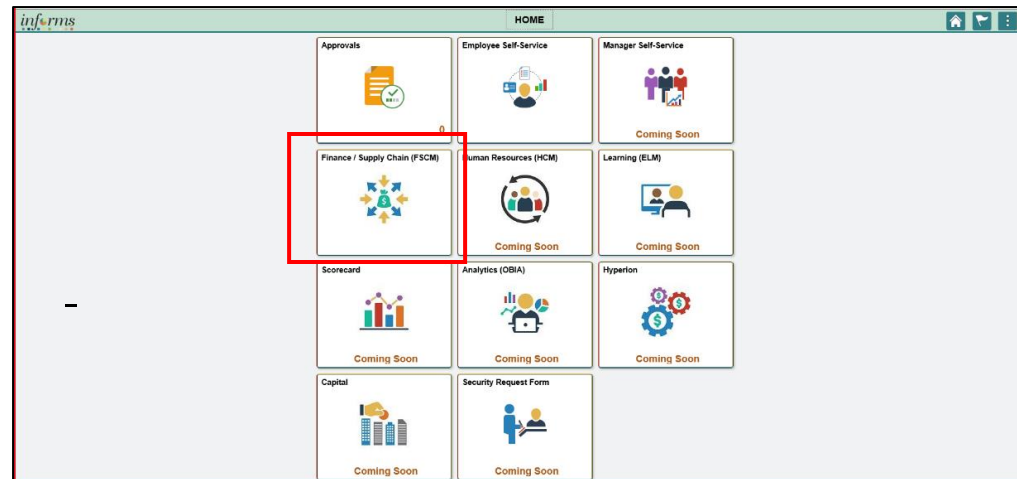 informs
HOME
Approvals
0
Employee Self-Service
Manager Self-Service
Coming Soon
Finance / Supply Chain (FSCM)
Human Resources (HCM)
Coming Soon
Learning (ELM)
Coming Soon
Scorecard
Coming Soon
Analytics (OBIA)
Coming Soon
Hyperion
Coming Soon
Capital
Coming Soon
Security Request Form
Coming Soon